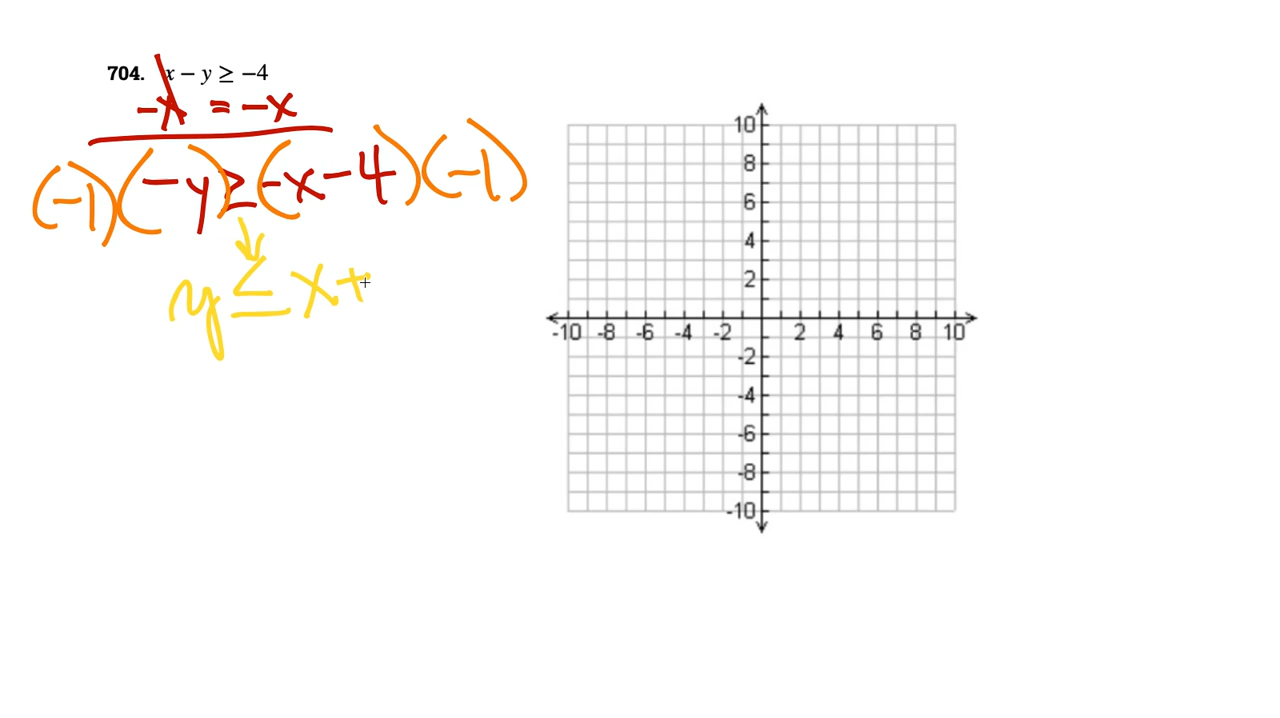 704. x − y ≥ −4
-x = -x
(-1)(-y) ≥ (-x-4)(-1)
y ≤ x+
10
8
6
4
2
-10 -8 -6 -4 -2 2 4 6 8 10
-2
-4
-6
-8
-10